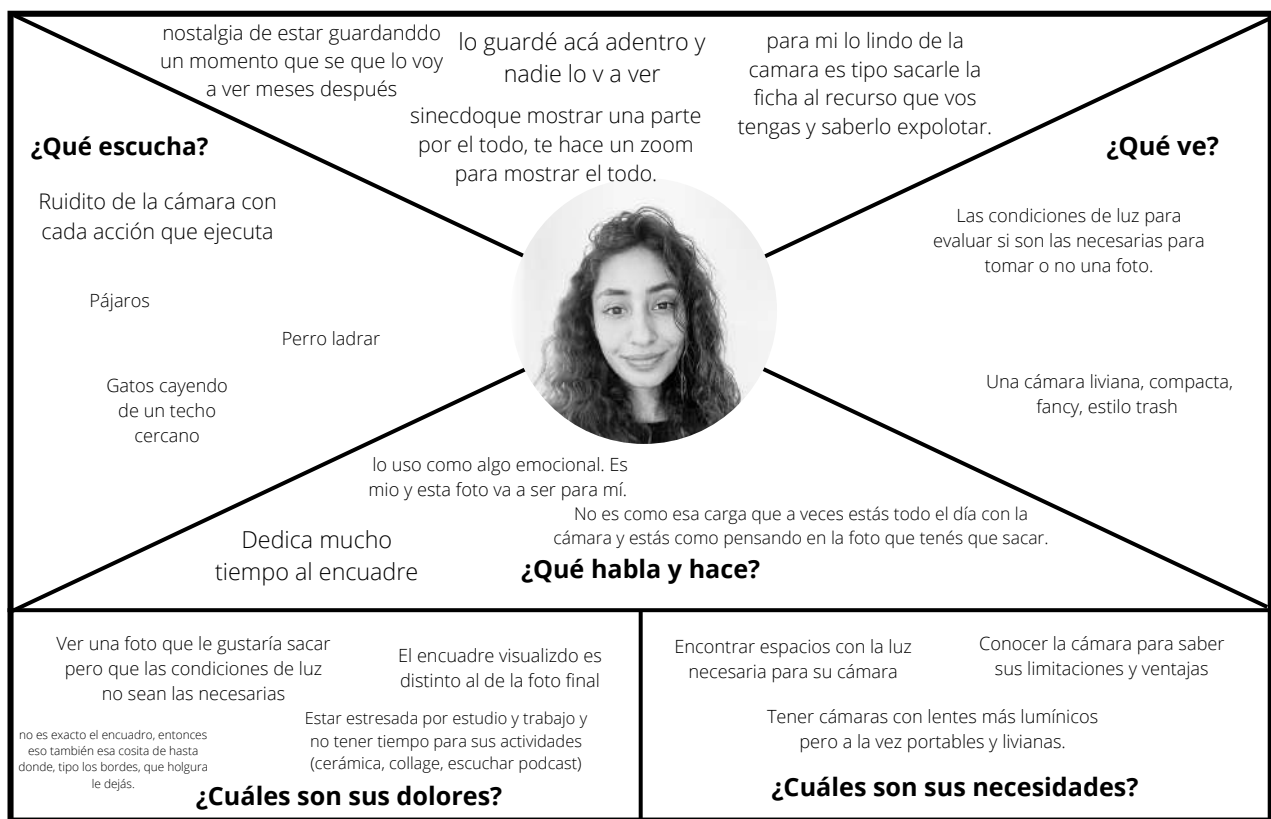 nostalgia de estar guardanddo
un momento que se que lo voy
a ver meses después
lo guardé acá adentro y
nadie lo v a ver
sinecdoque mostrar una parte
por el todo, te hace un zoom
para mostrar el todo.
para mi lo lindo de la
camara es tipo sacarle la
ficha al recurso que vos
tengas y saberlo expolotar.
¿Qué escucha?
Ruidito de la cámara con
cada acción que ejecuta
Pájaros
Perro ladrar
Gatos cayendo
de un techo
cercano
¿Qué ve?
Las condiciones de luz para
evaluar si son las necesarias para
tomar o no una foto.
Una cámara liviana, compacta,
fancy, estilo trash
lo uso como algo emocional. Es
mio y esta foto va a ser para mí.
No es como esa carga que a veces estás todo el día con la
cámara y estás como pensando en la foto que tenés que sacar.
Dedica mucho
tiempo al encuadre
¿Qué habla y hace?
Ver una foto que le gustaría sacar
pero que las condiciones de luz
no sean las necesarias
El encuadre visualizdo es
distinto al de la foto final
no es exacto el encuadro, entonces
eso también esa cosita de hasta
donde, tipo los bordes, que holgura
le dejás.
Estar estresada por estudio y trabajo y
no tener tiempo para sus actividades
(cerámica, collage, escuchar podcast)
¿Cuáles son sus dolores?
Encontrar espacios con la luz
necesaria para su cámara
Conocer la cámara para saber
sus limitaciones y ventajas
Tener cámaras con lentes más lumínicos
pero a la vez portables y livianas.
¿Cuáles son sus necesidades?